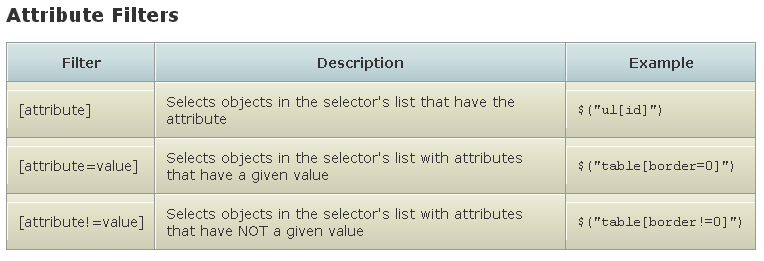 Attribute Filters
Filter Description Example
[attribute] Selects objects in the selector's list that have the
attribute $("ul[id]")
[attribute=value] Selects objects in the selector's list with attributes
that have a given value $("table[border=0]")
[attribute!=value] Selects objects in the selector's list with attributes
that have NOT a given value $("table[border!=0]")